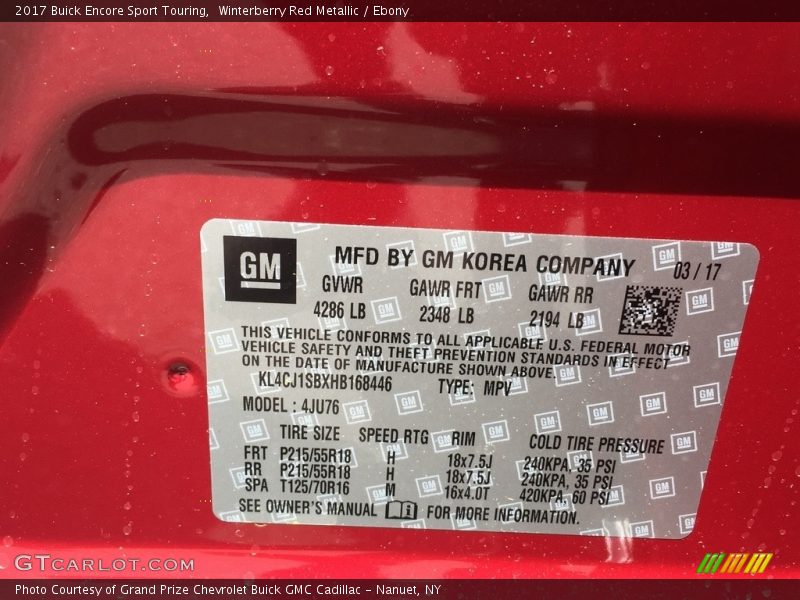 2017 Buick Encore Sport Touring,  Winterberry Red Metallic / Ebony
GM
MFD BY GM KOREA COMPANY 03 / 17
GVWR GAWR FRT GAWR RR
4286 LB 2348 LB 2194 LB
THIS VEHICLE CONFORMS TO ALL APPLICABLE U.S. FEDERAL MOTOR
VEHICLE SAFETY AND THEFT PREVENTION STANDARDS IN EFFECT
ON THE DATE OF MANUFACTURE SHOWN ABOVE.
KL4CJ1SBXHB168446 TYPE: MPV
MODEL : 4JU76
TIRE SIZE SPEED RTG RIM COLD TIRE PRESSURE
FRT P215/55R18 H 18x7.5J 240KPA, 35 PSI
RR P215/55R18 H 18x7.5J 240KPA, 35 PSI
SPA T125/70R16 M 16x4.0T 420KPA, 60 PSI
SEE OWNER'S MANUAL FOR MORE INFORMATION.
GTCARLOT.COM
Photo Courtesy of Grand Prize Chevrolet Buick GMC Cadillac – Nanuet, NY